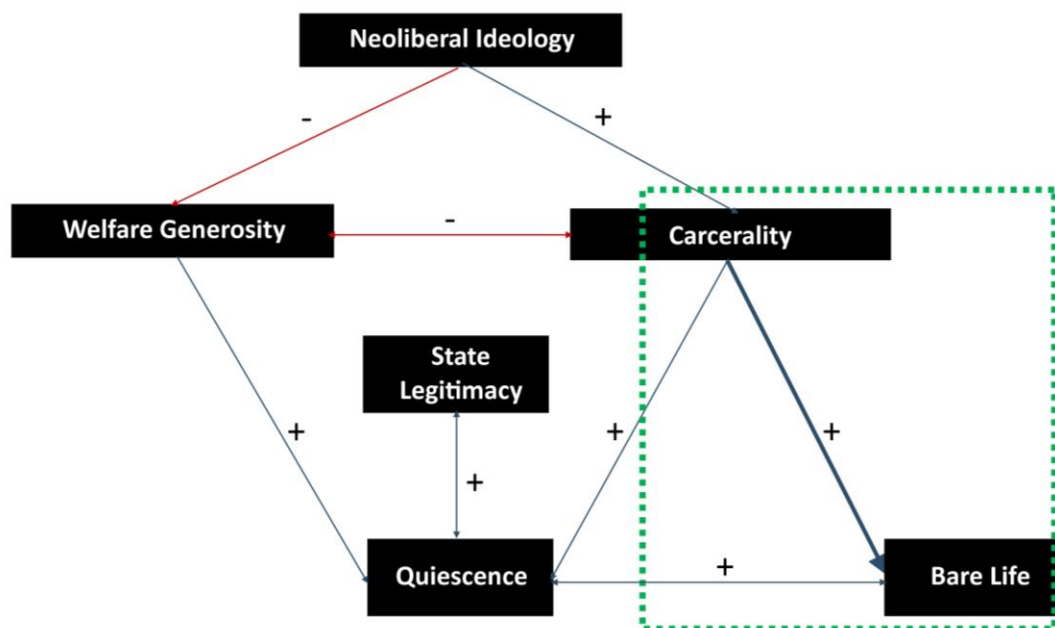 Neoliberal Ideology
-
+
Welfare Generosity
-
Carcerality
State
Legitimacy
+
+
+
+
Quiescence
+
Bare Life